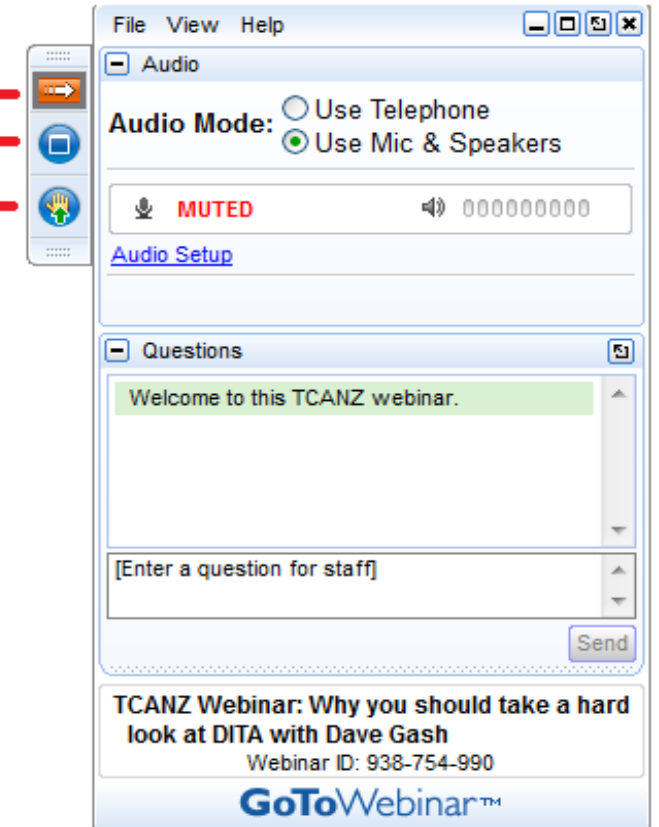 File View Help
Audio
Audio Mode: Use Telephone
Use Mic & Speakers
MUTED 000000000
Audio Setup
Questions
Welcome to this TCANZ webinar.
[Enter a question for staff]
Send
TCANZ Webinar: Why you should take a hard
look at DITA with Dave Gash
Webinar ID: 938-754-990
GoToWebinar™